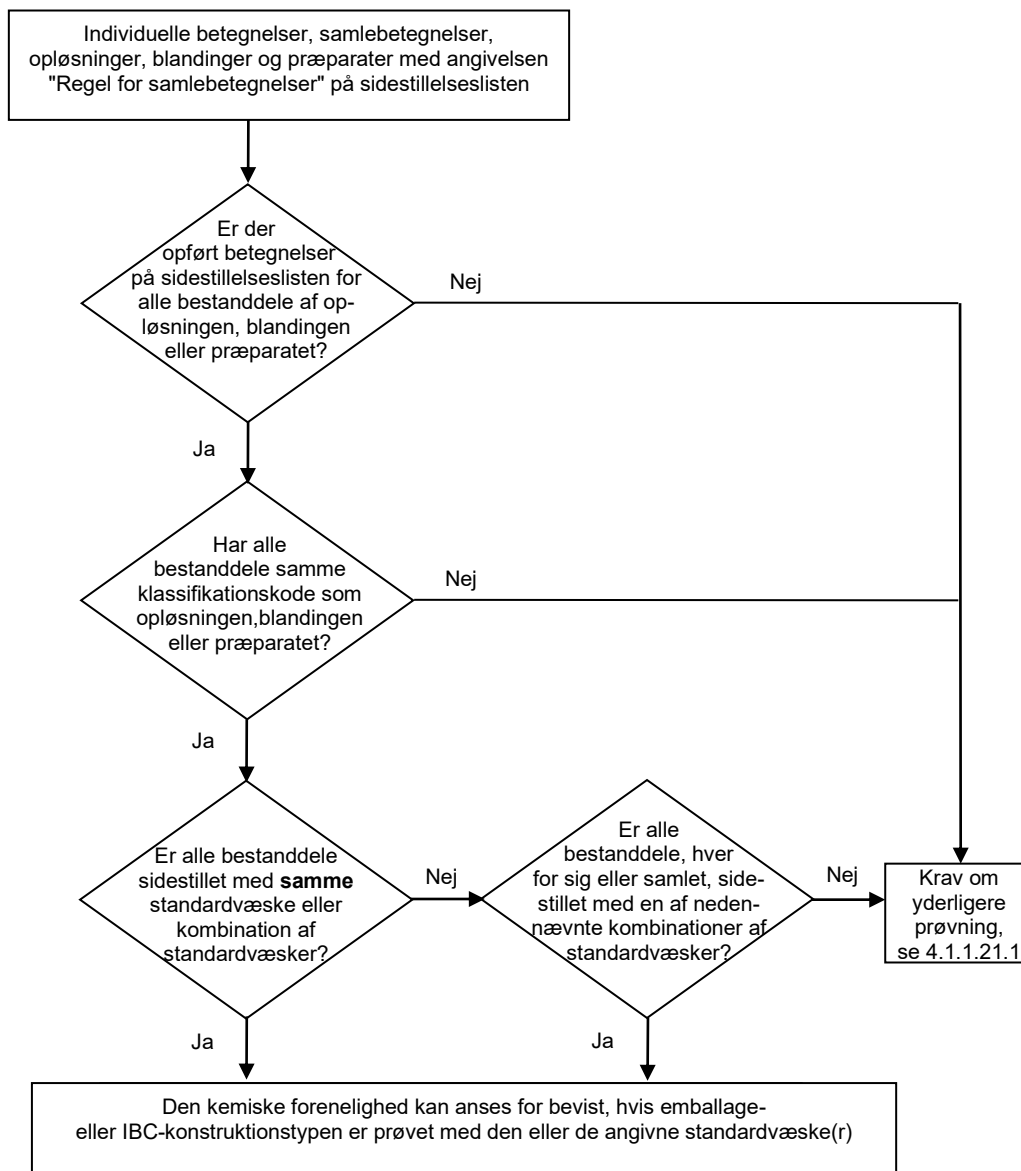 Individuelle betegnelser, samlebetegnelser,
opløsninger, blandinger og præparater med angivelsen
"Regel for samlebetegnelser" på sidestillelseslisten
Er der
opført betegnelser
på sidestillelseslisten for
alle bestanddele af op-
løsningen, blandingen
eller præparatet?
Nej
Ja
Har alle
bestanddele samme
klassifikationskode som
opløsningen,blandingen
eller præparatet?
Nej
Ja
Er alle bestanddele
sidestillet med samme
standardvæske eller
kombination af
standardvæsker?
Nej
Er alle
bestanddele, hver
for sig eller samlet, side-
stillet med en af neden-
nævnte kombinationer af
standardvæsker?
Nej
Krav om
yderligere
prøvning,
se 4.1.1.21.1
Ja
Ja
Den kemiske forenelighed kan anses for bevist, hvis emballage-
eller IBC-konstruktionstypen er prøvet med den eller de angivne standardvæske(r)